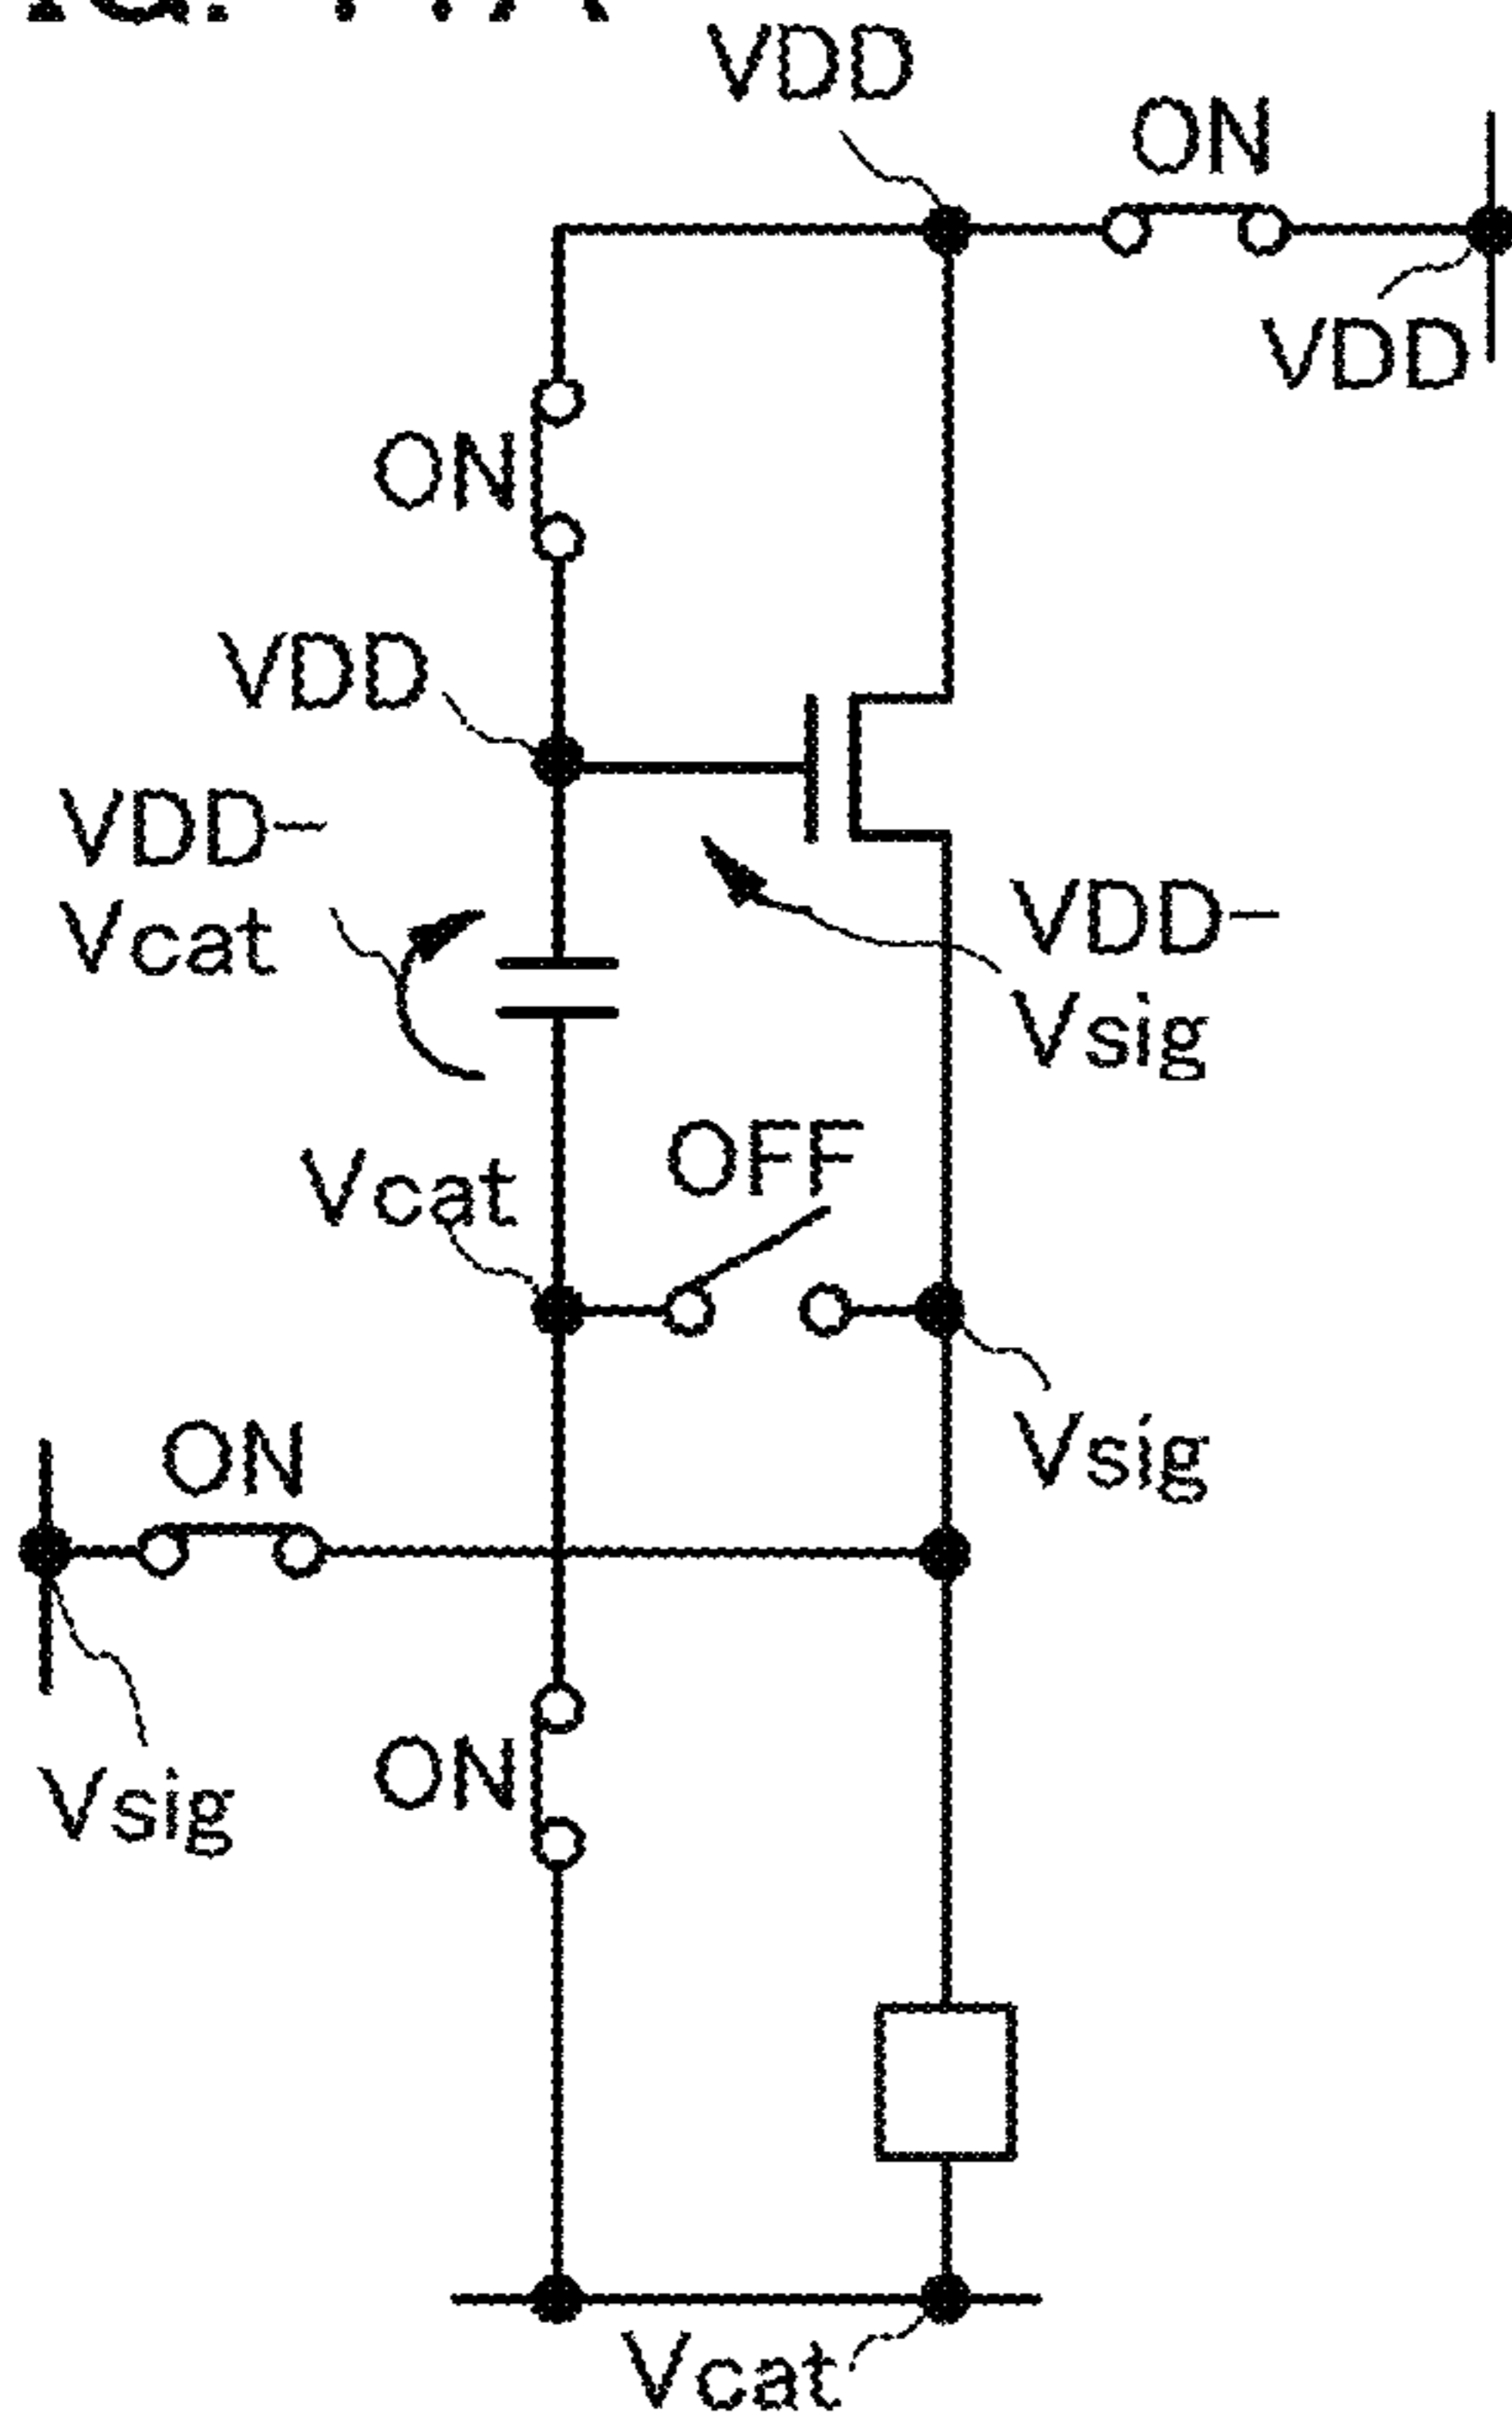 VDD
ON
VDD
ON
VDD
VDD−
Vcat
VDD−
Vsig
Vcat
OFF
Vsig
ON
Vsig
ON
Vcat